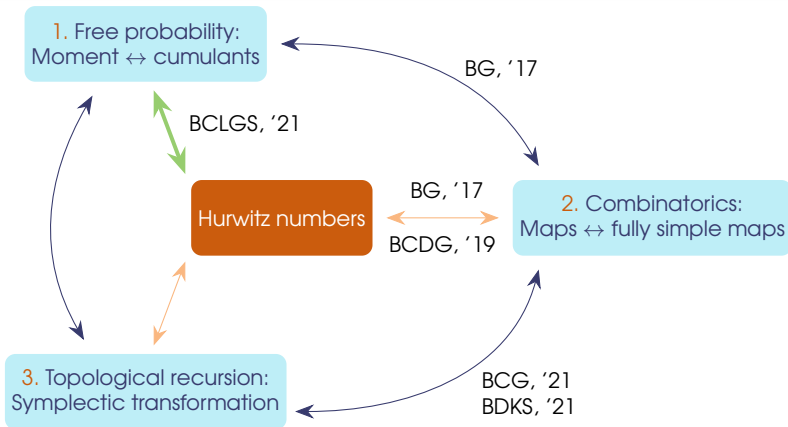 1. Free probability:
Moment ↔ cumulants
BG, '17
BCLGS, '21
Hurwitz numbers
BG, '17
BCDG, '19
2. Combinatorics:
Maps ↔ fully simple maps
3. Topological recursion:
Symplectic transformation
BCG, '21
BDKS, '21